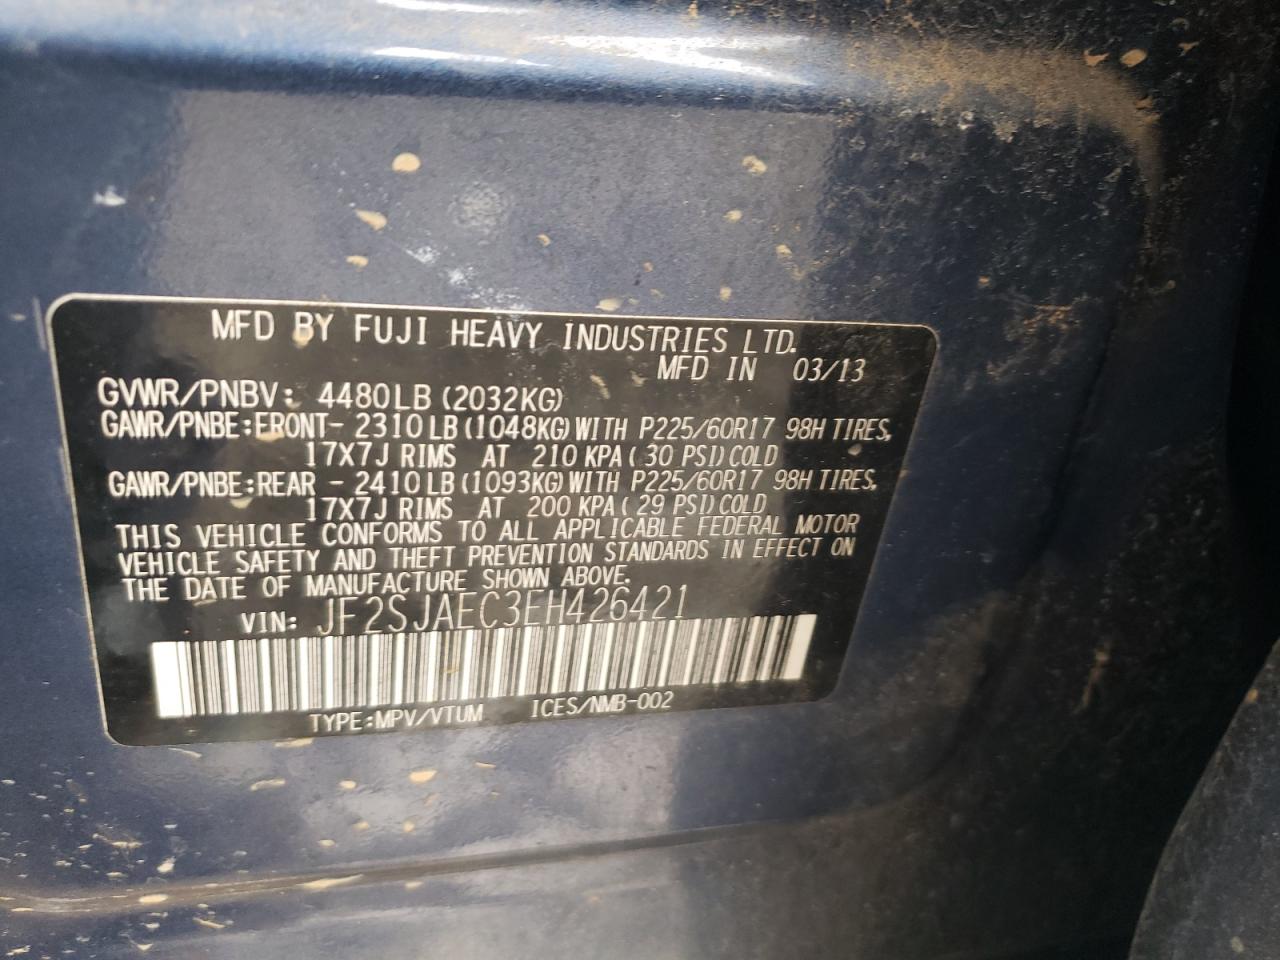 MFD BY FUJI HEAVY INDUSTRIES LTD.
MFD IN 03/13
GVWR/PNBV: 4480LB (2032KG)
GAWR/PNBE:FRONT- 2310 LB (1048KG) WITH P225/60R17 98H TIRES,
17X7J RIMS AT 210 KPA ( 30 PSI) COLD
GAWR/PNBE:REAR - 2410 LB (1093KG) WITH P225/60R17 98H TIRES,
17X7J RIMS AT 200 KPA ( 29 PSI) COLD
THIS VEHICLE CONFORMS TO ALL APPLICABLE FEDERAL MOTOR
VEHICLE SAFETY AND THEFT PREVENTION STANDARDS IN EFFECT ON
THE DATE OF MANUFACTURE SHOWN ABOVE.
VIN: JF2SJAEC3EH426421
TYPE:MPV/VTUM ICES/NMB-002